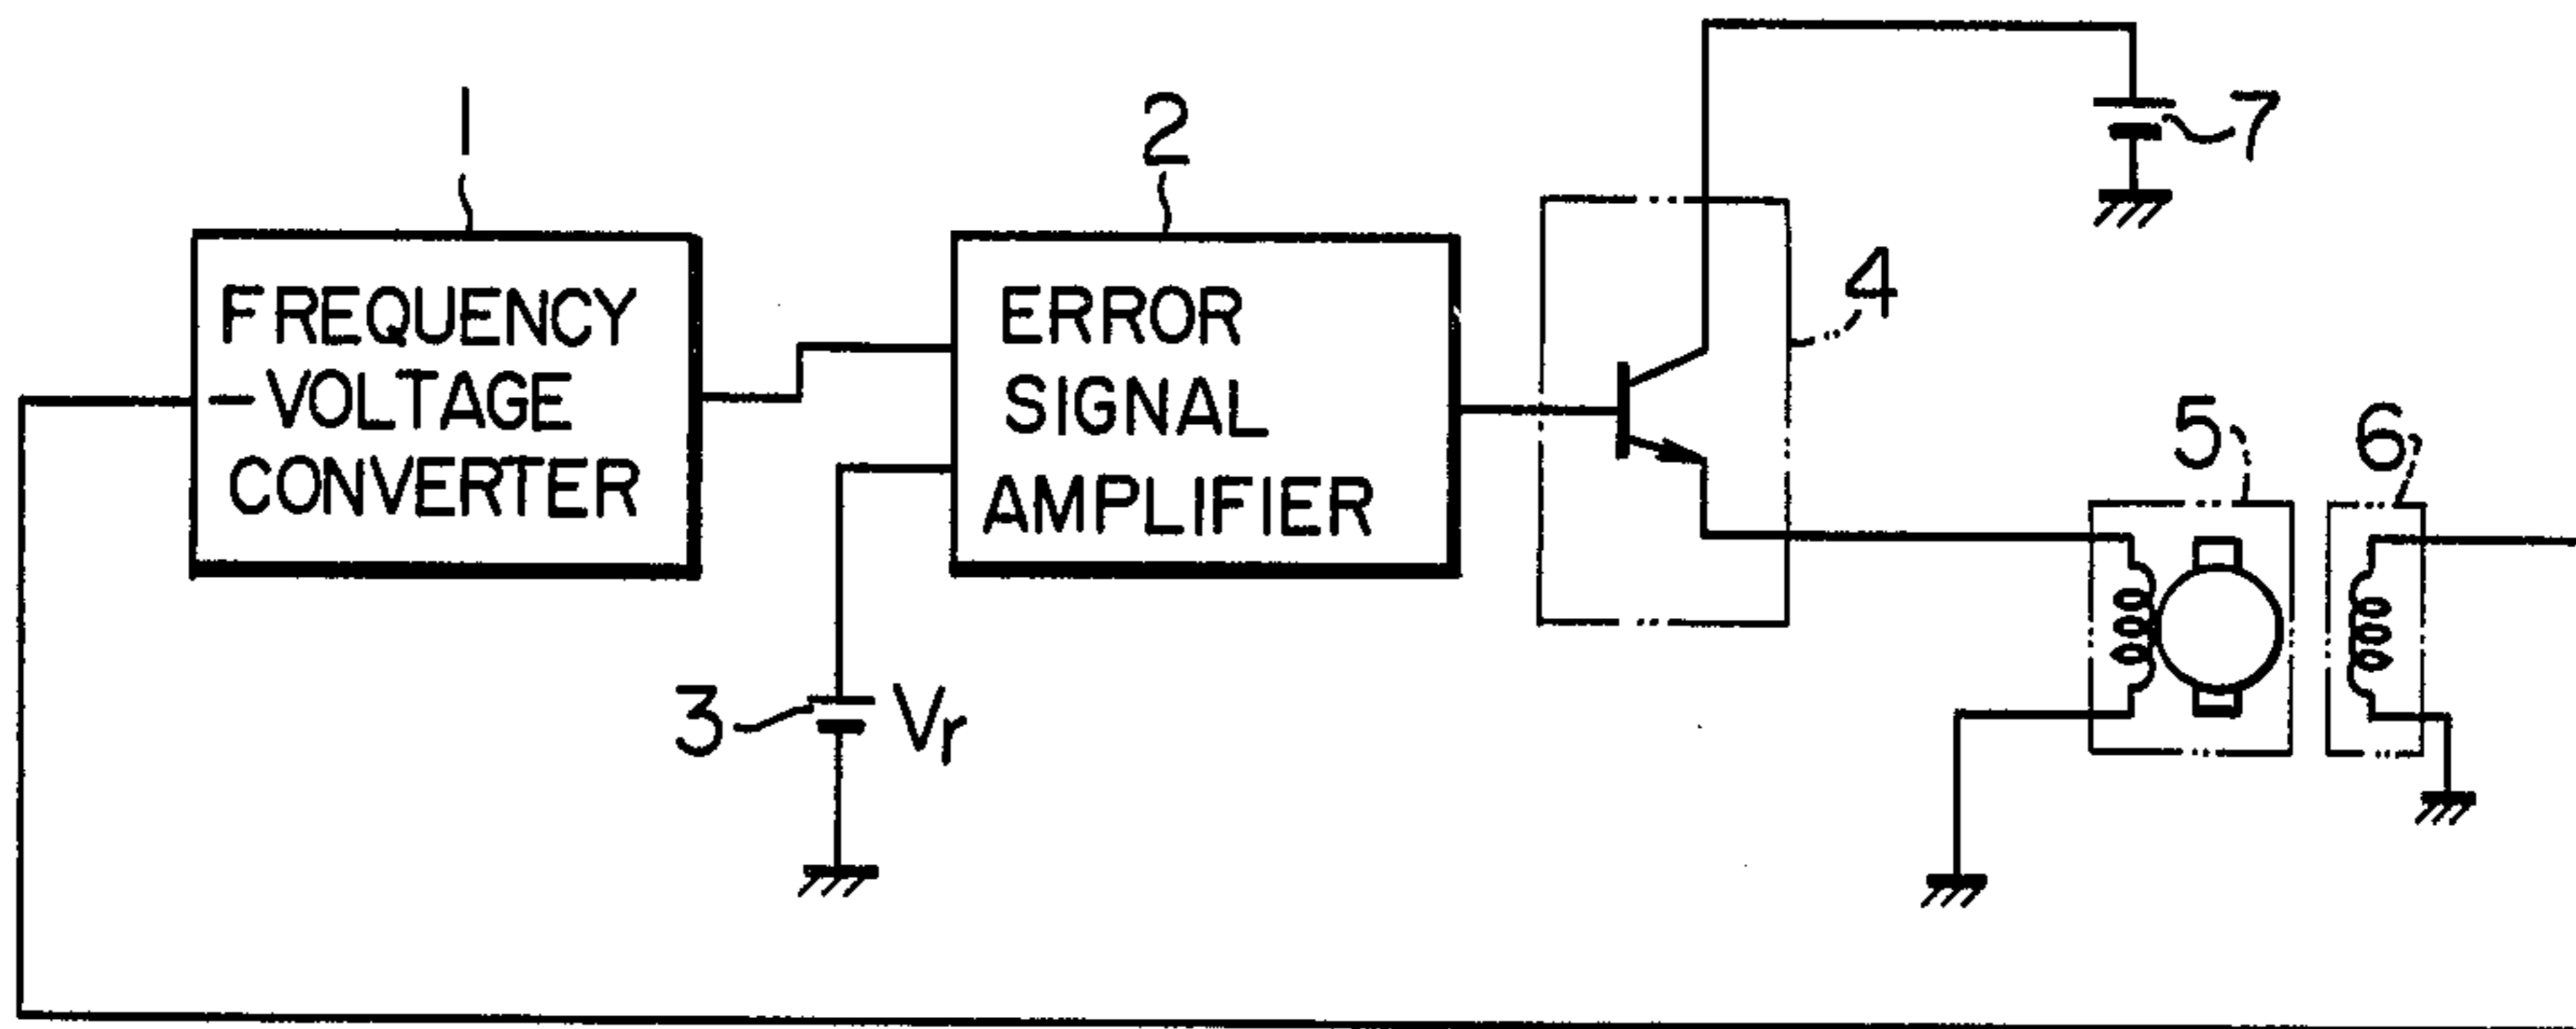 1
2
7
FREQUENCY
-VOLTAGE
CONVERTER
ERROR
SIGNAL
AMPLIFIER
4
5
6
3
Vr